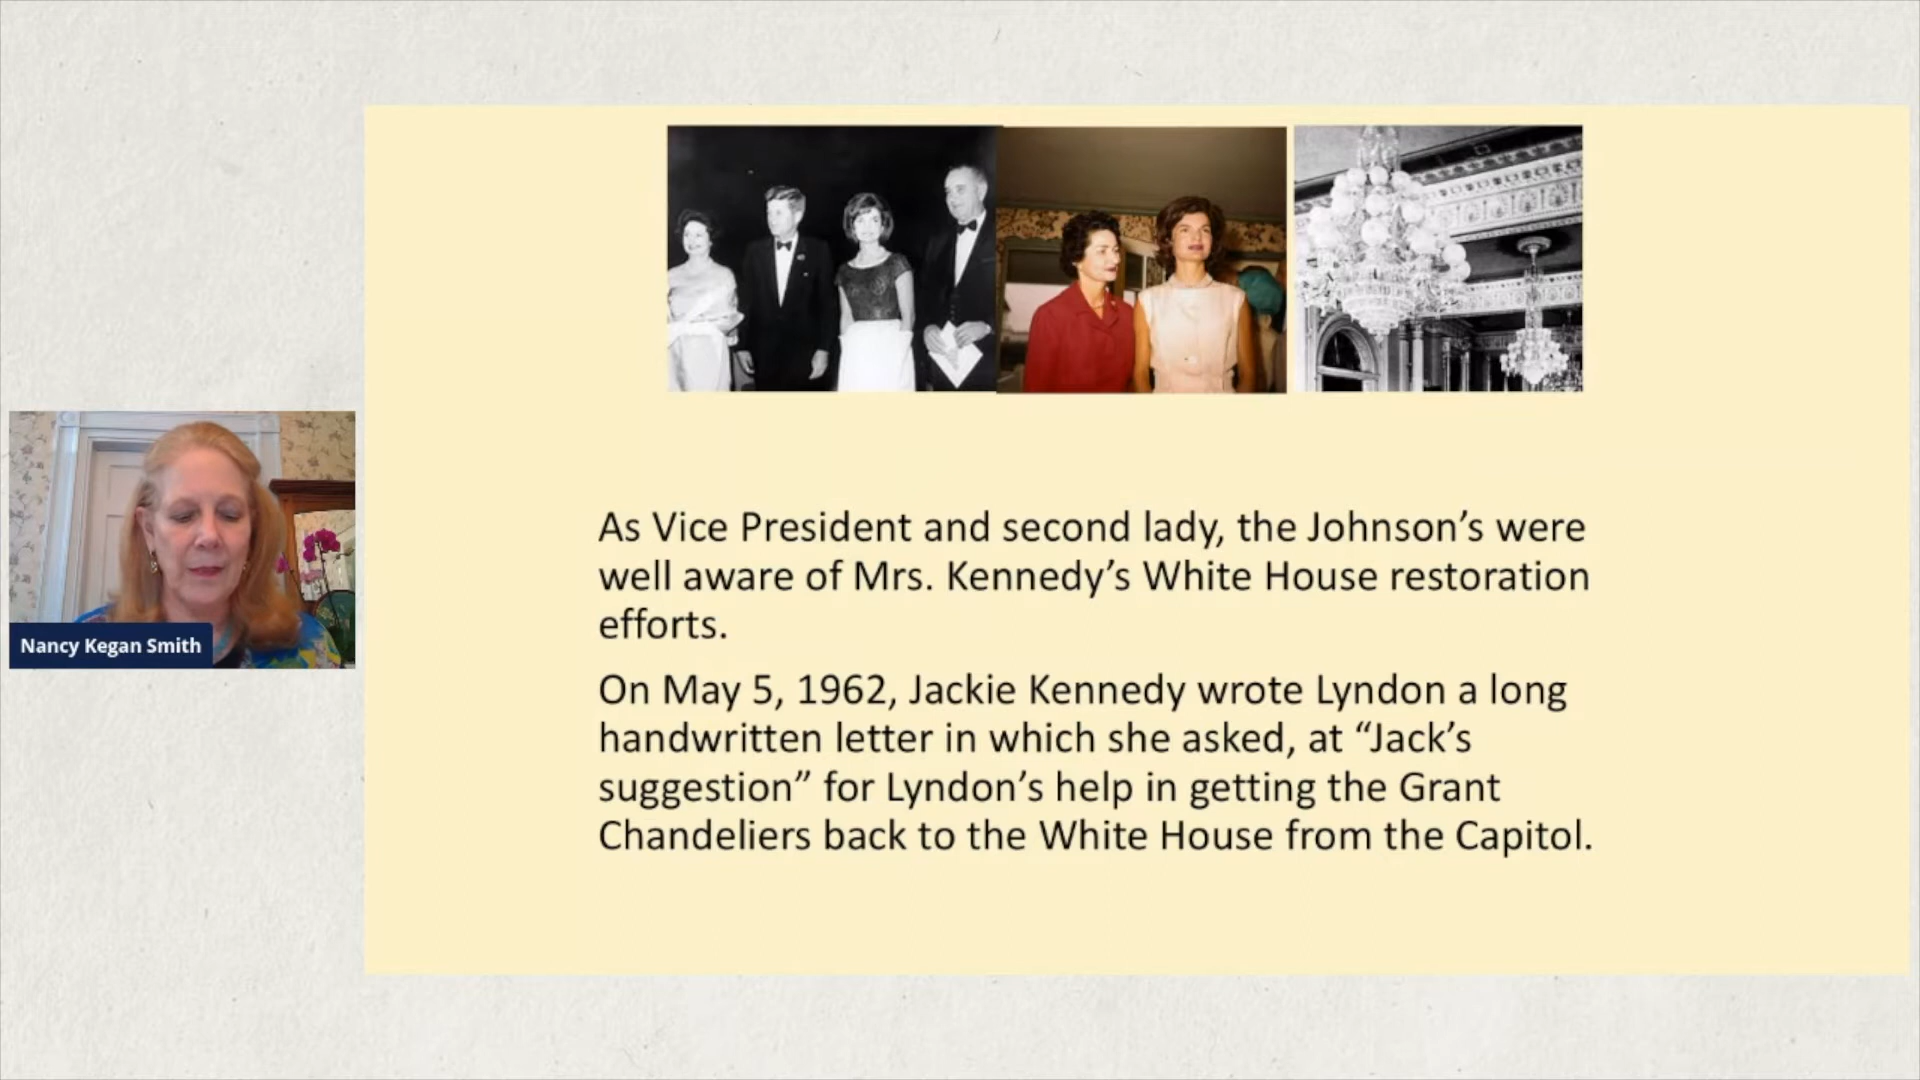 Nancy Kegan Smith
As Vice President and second lady, the Johnson’s were
well aware of Mrs. Kennedy’s White House restoration
efforts.
On May 5, 1962, Jackie Kennedy wrote Lyndon a long
handwritten letter in which she asked, at “Jack’s
suggestion” for Lyndon’s help in getting the Grant
Chandeliers back to the White House from the Capitol.